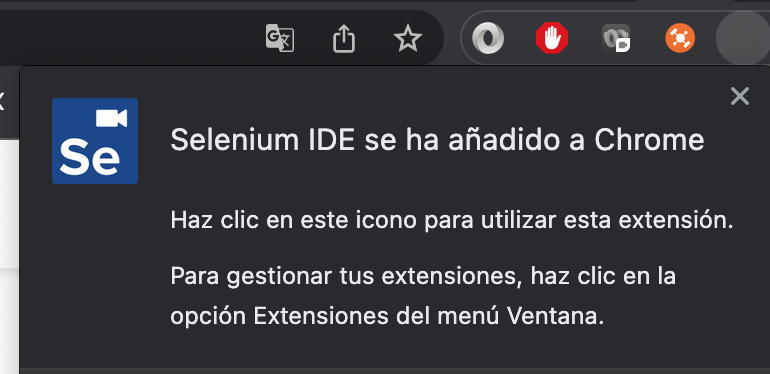 Se
Selenium IDE se ha añadido a Chrome
Haz clic en este icono para utilizar esta extensión.
Para gestionar tus extensiones, haz clic en la
opción Extensiones del menú Ventana.